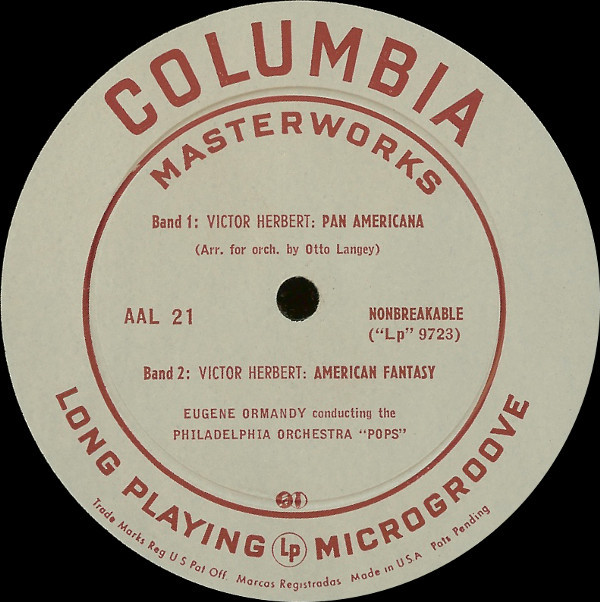 COLUMBIA
MASTERWORKS
Band 1: VICTOR HERBERT: PAN AMERICANA
(Arr. for orch. by Otto Langey)
AAL 21
NONBREAKABLE
("Lp" 9723)
Band 2: VICTOR HERBERT: AMERICAN FANTASY
EUGENE ORMANDY conducting the
PHILADELPHIA ORCHESTRA "POPS"
LONG PLAYING Lp MICROGROOVE
Trade Marks Reg U S Pat Off. Marcas Registradas Made in U.S.A Pats Pending